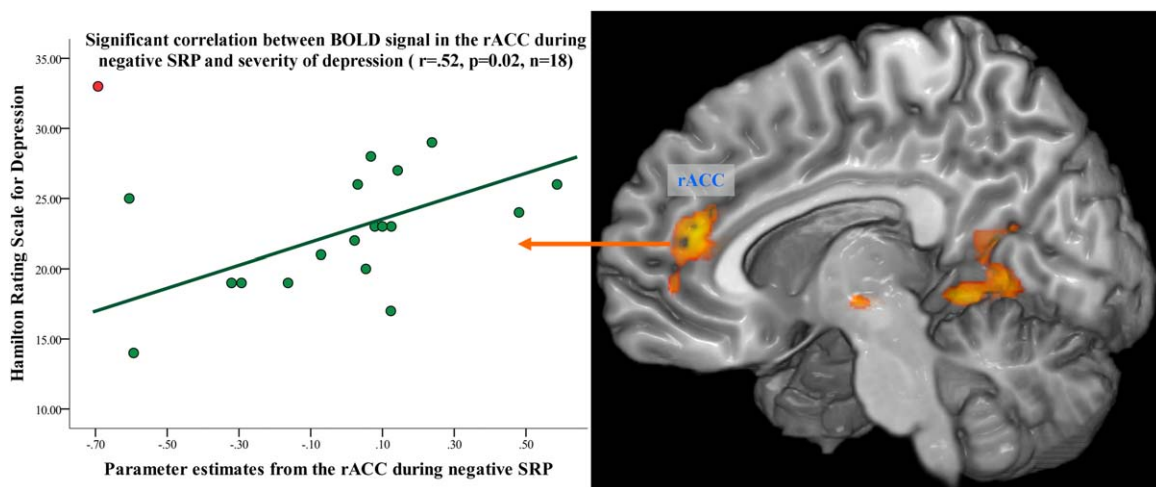 Significant correlation between BOLD signal in the rACC during
negative SRP and severity of depression ( r=.52, p=0.02, n=18)
Hamilton Rating Scale for Depression
35.00
30.00
25.00
20.00
15.00
10.00
-.70
-.50
-.30
-.10
.10
.30
.50
Parameter estimates from the rACC during negative SRP
rACC